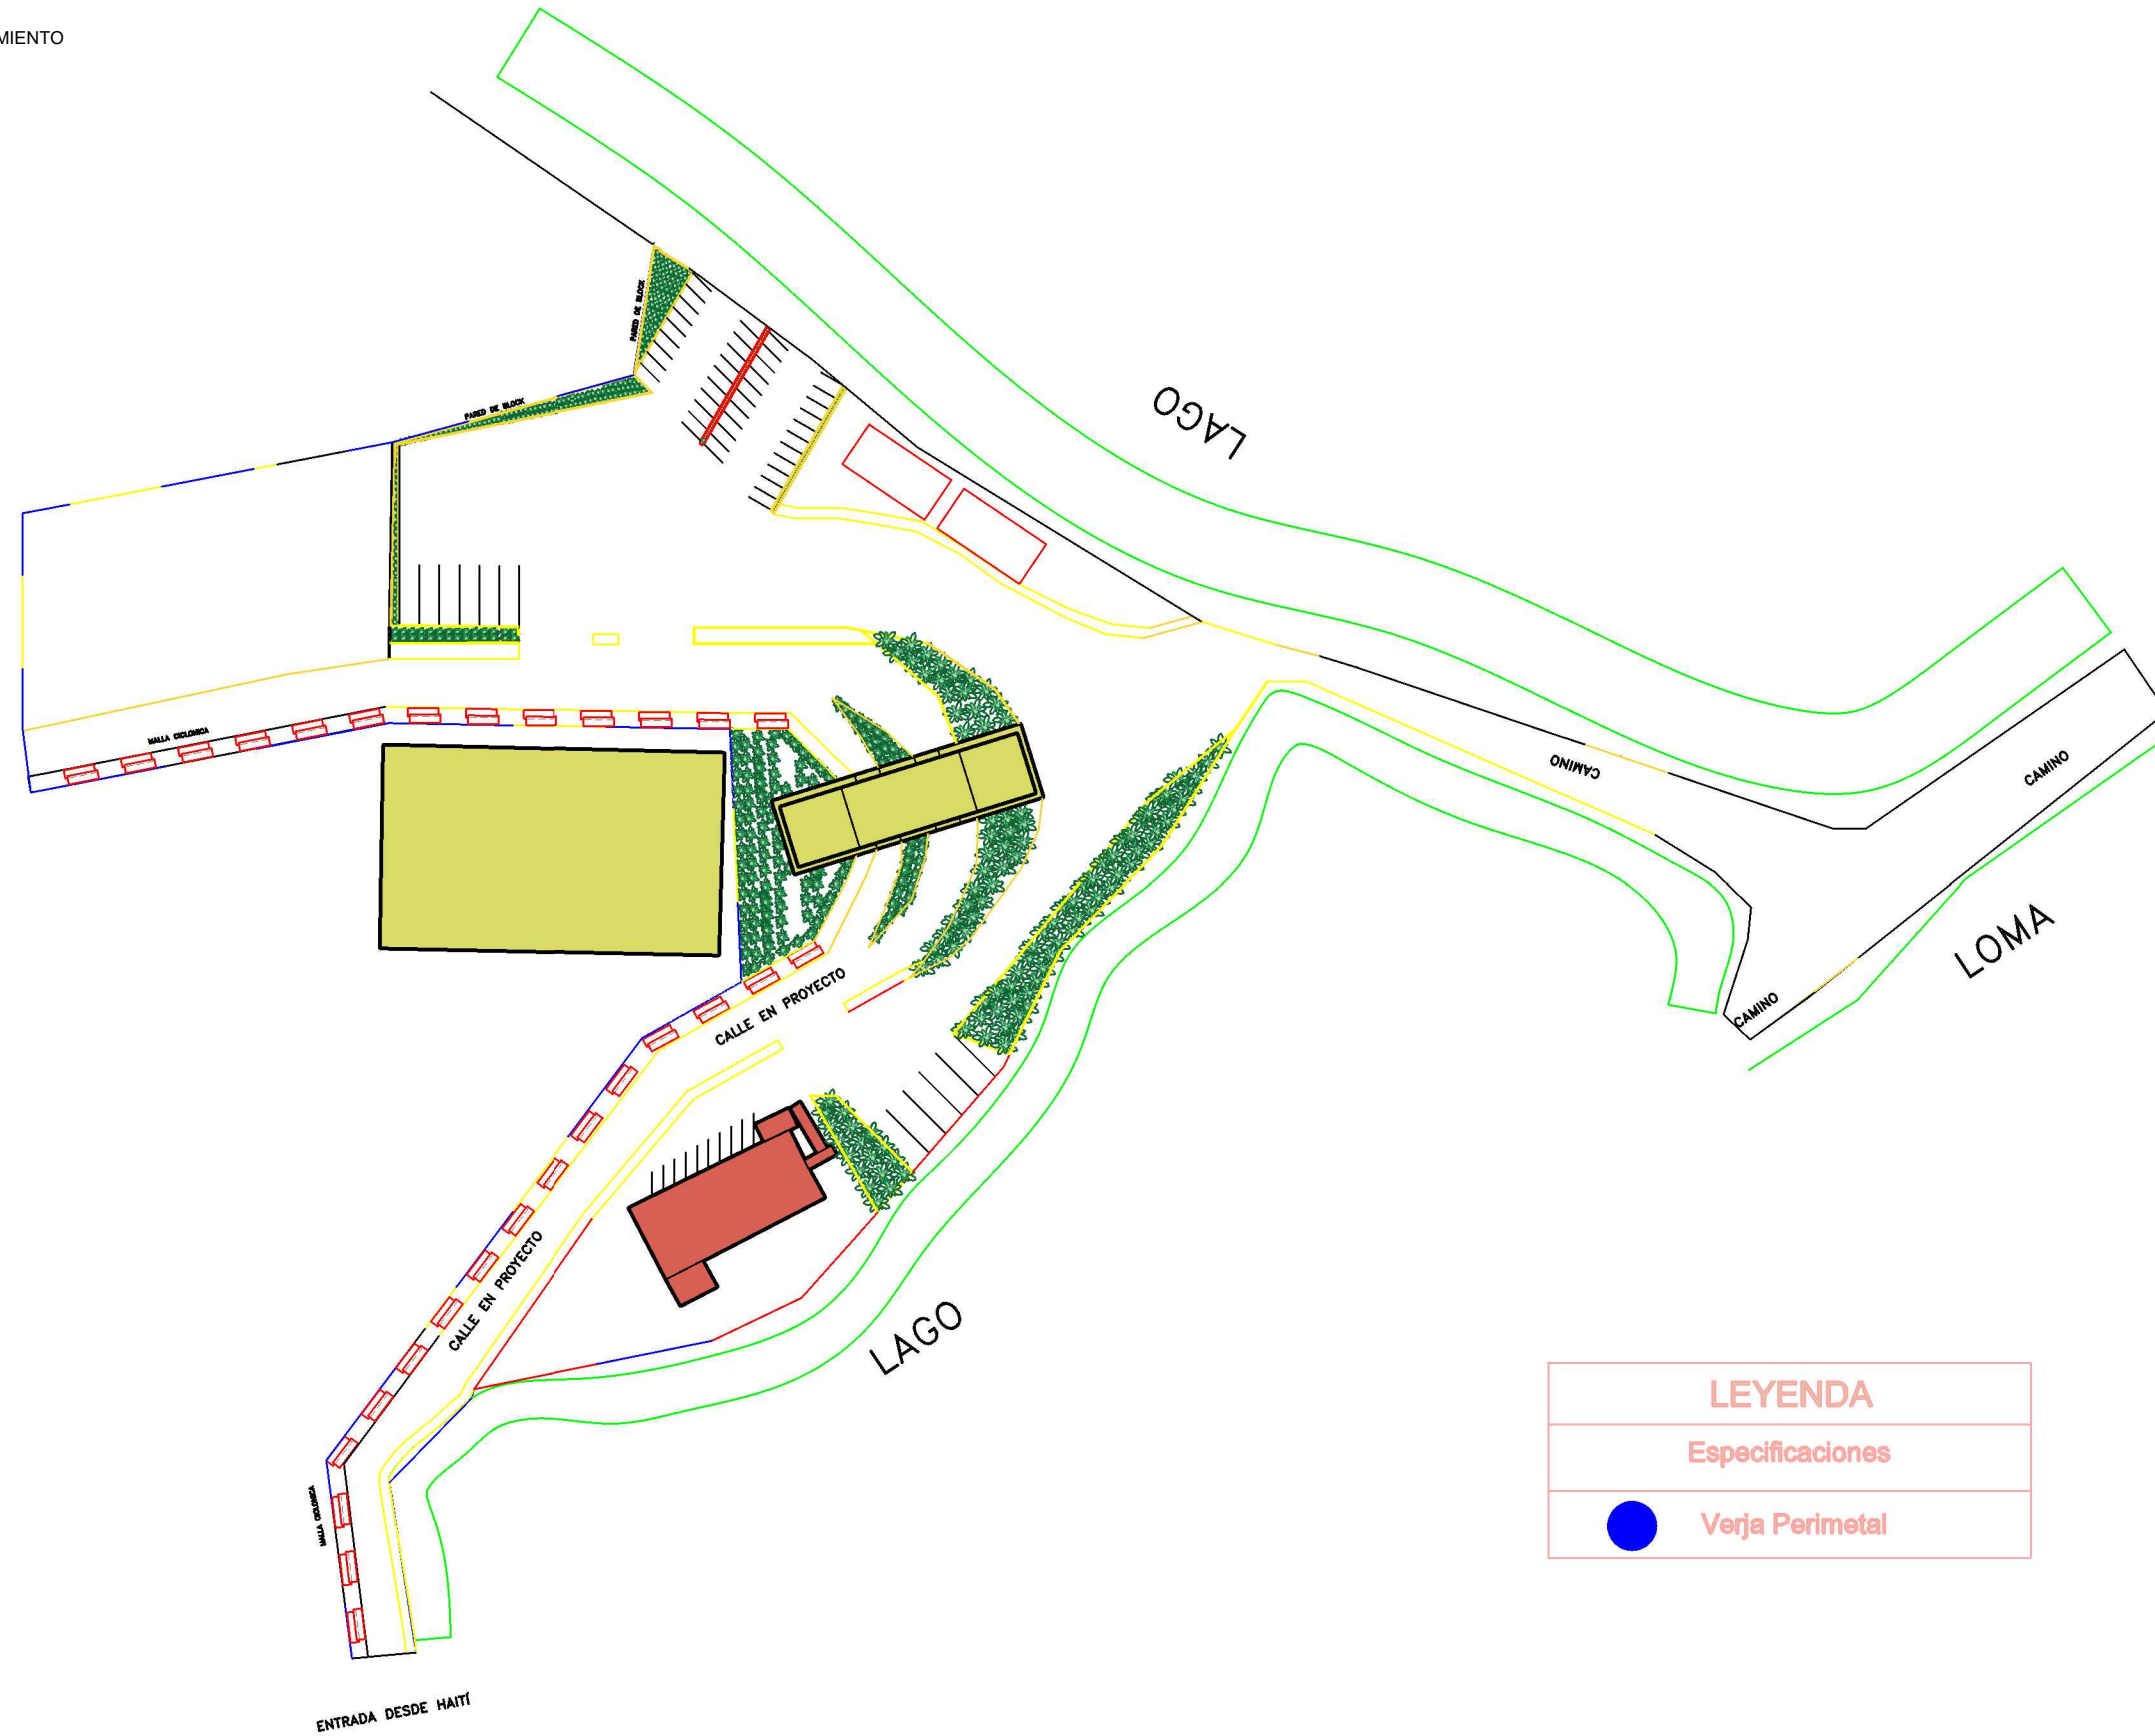 MIENTO
LAGO
PARED DE BLOCK
PARED DE BLOCK
MALLA CICLONICA
CAMINO
CAMINO
LOMA
CAMINO
CALLE EN PROYECTO
CALLE EN PROYECTO
LAGO
LEYENDA
Especificaciones
Verja Perimetal
MALLA CICLONICA
ENTRADA DESDE HAITÍ